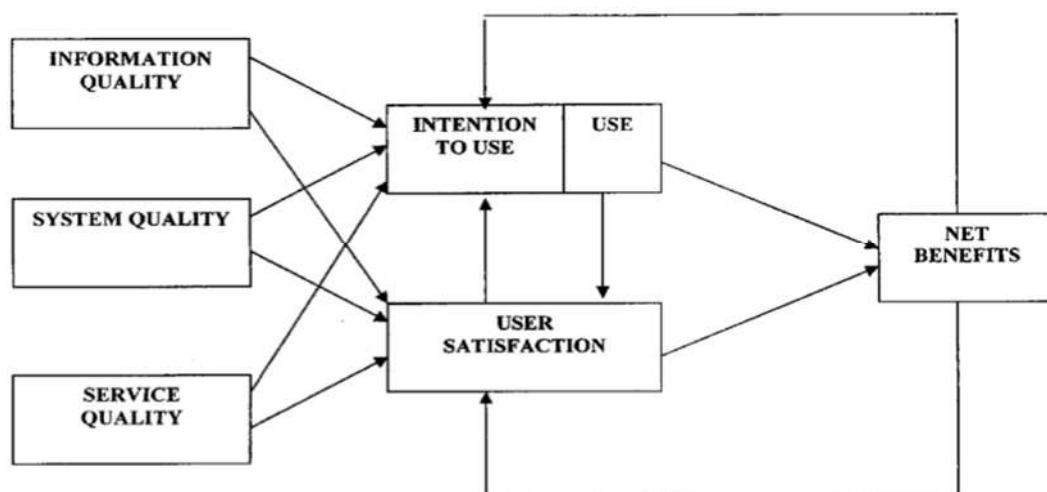 INFORMATION
QUALITY
SYSTEM QUALITY
SERVICE
QUALITY
INTENTION
TO USE
USE
USER
SATISFACTION
NET
BENEFITS